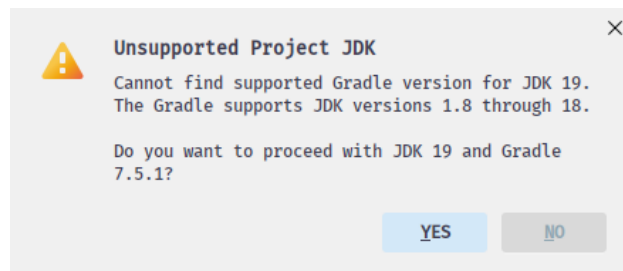 Unsupported Project JDK
Cannot find supported Gradle version for JDK 19.
The Gradle supports JDK versions 1.8 through 18.
Do you want to proceed with JDK 19 and Gradle
7.5.1?
YES
NO